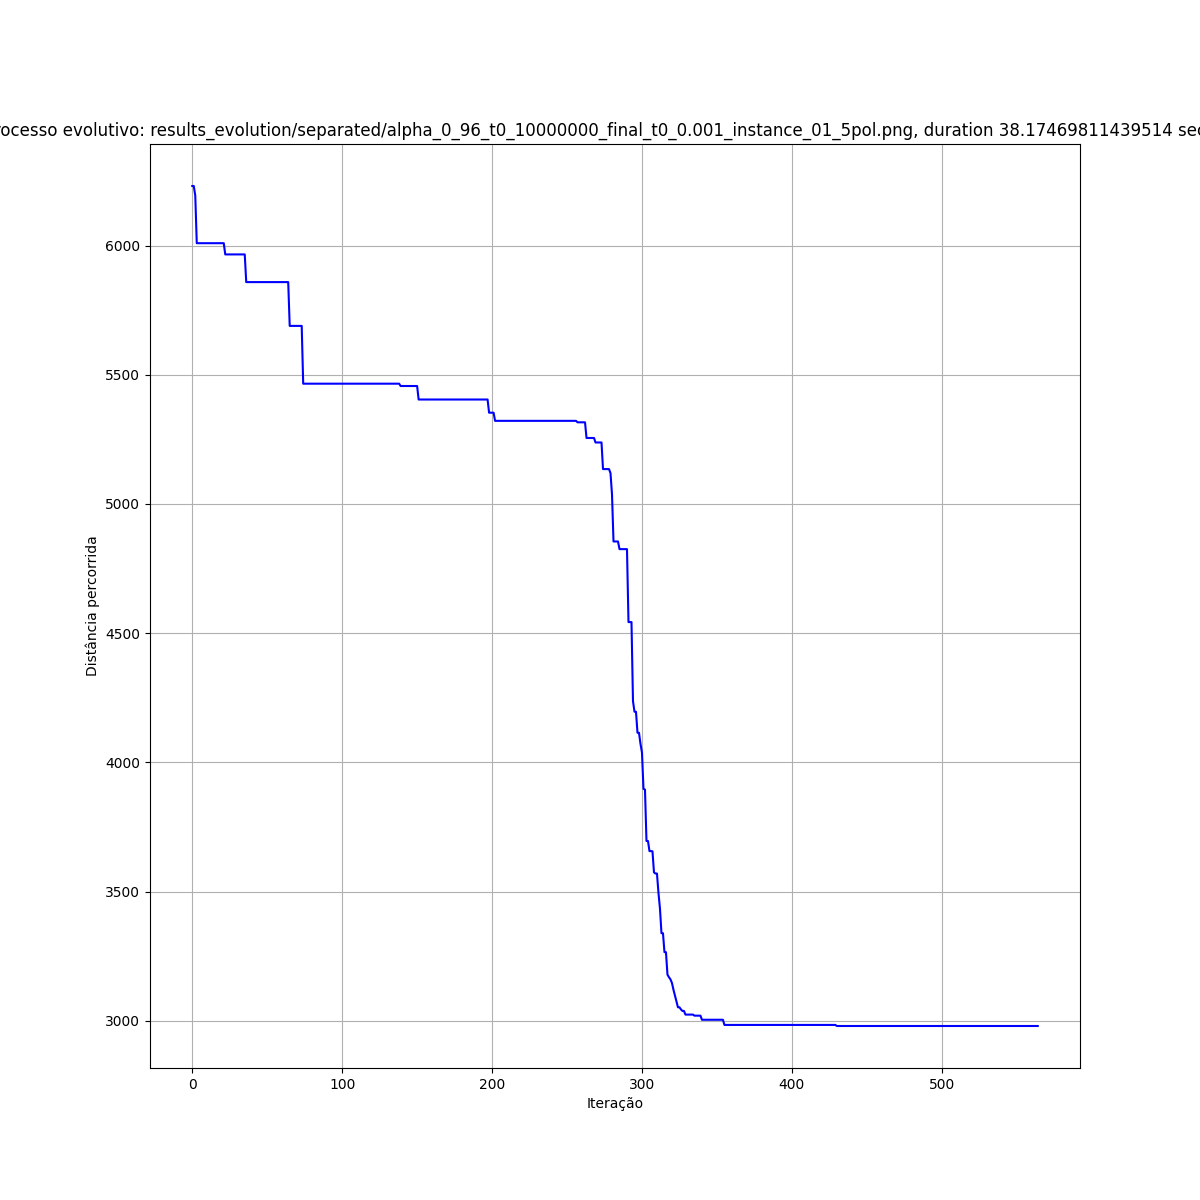 ocesso evolutivo: results_evolution/separated/alpha_0_96_t0_10000000_final_t0_0.001_instance_01_5pol.png, duration 38.17469811439514 sec
6000
5500
5000
4500
4000
3500
3000
Distância percorrida
0 100 200 300 400 500
Iteração